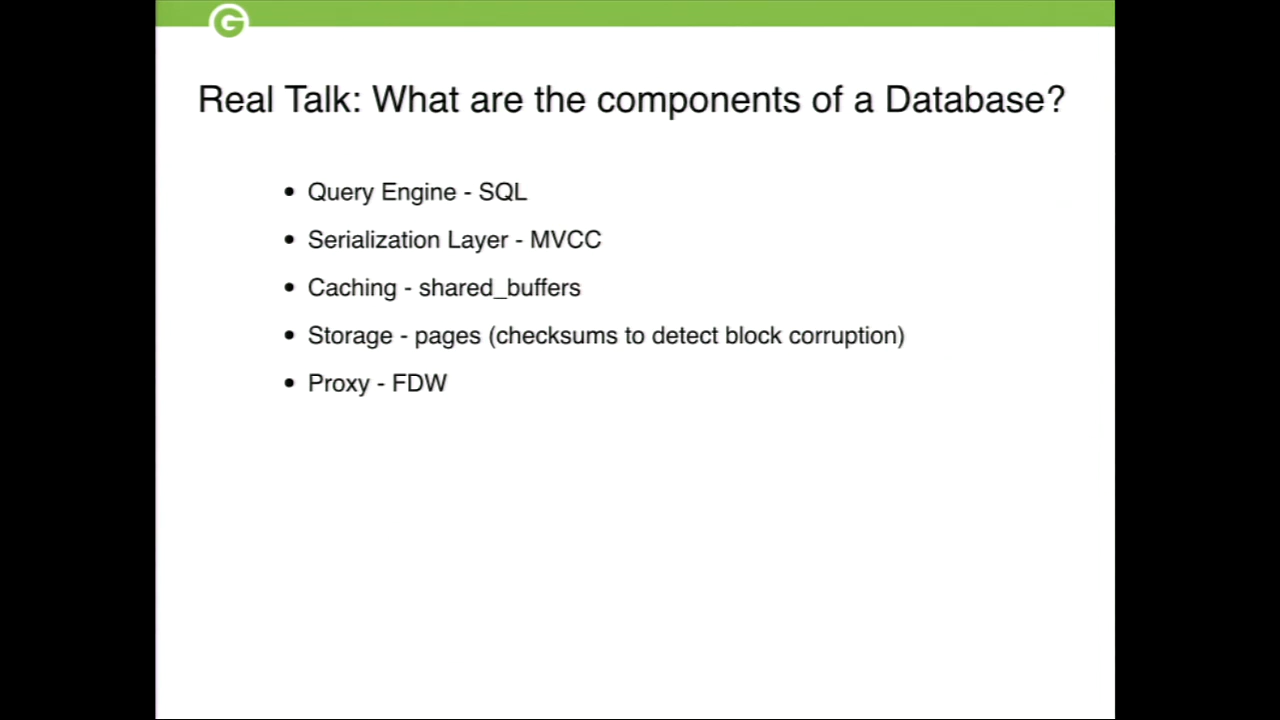 Real Talk: What are the components of a Database?
• Query Engine - SQL
• Serialization Layer - MVCC
• Caching - shared_buffers
• Storage - pages (checksums to detect block corruption)
• Proxy - FDW